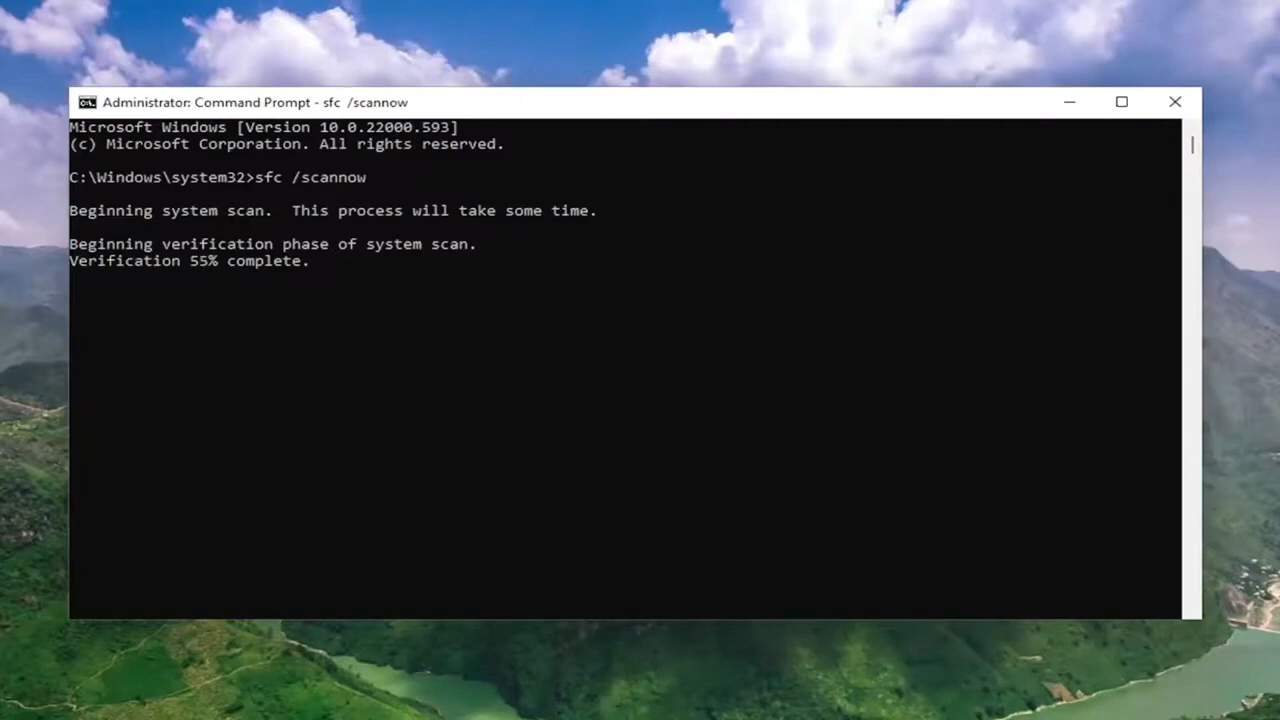 Administrator: Command Prompt - sfc  /scannow
Microsoft Windows [Version 10.0.22000.593]
(c) Microsoft Corporation. All rights reserved.
C:\Windows\system32>sfc /scannow
Beginning system scan.  This process will take some time.
Beginning verification phase of system scan.
Verification 55% complete.